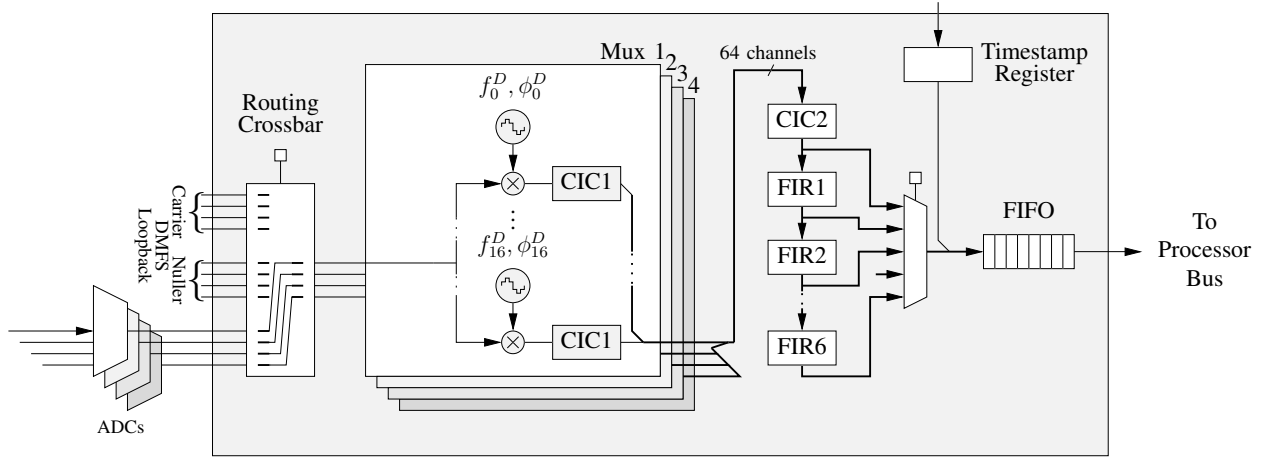 Mux 1
2
3
4
64 channels
Timestamp
Register
Routing
Crossbar
f_0^D, ϕ_0^D
CIC2
CIC1
FIR1
Carrier
DMFS
Loopback
Nuller
⋮
f_16^D, ϕ_16^D
FIR2
FIFO
To
Processor
Bus
CIC1
FIR6
ADCs